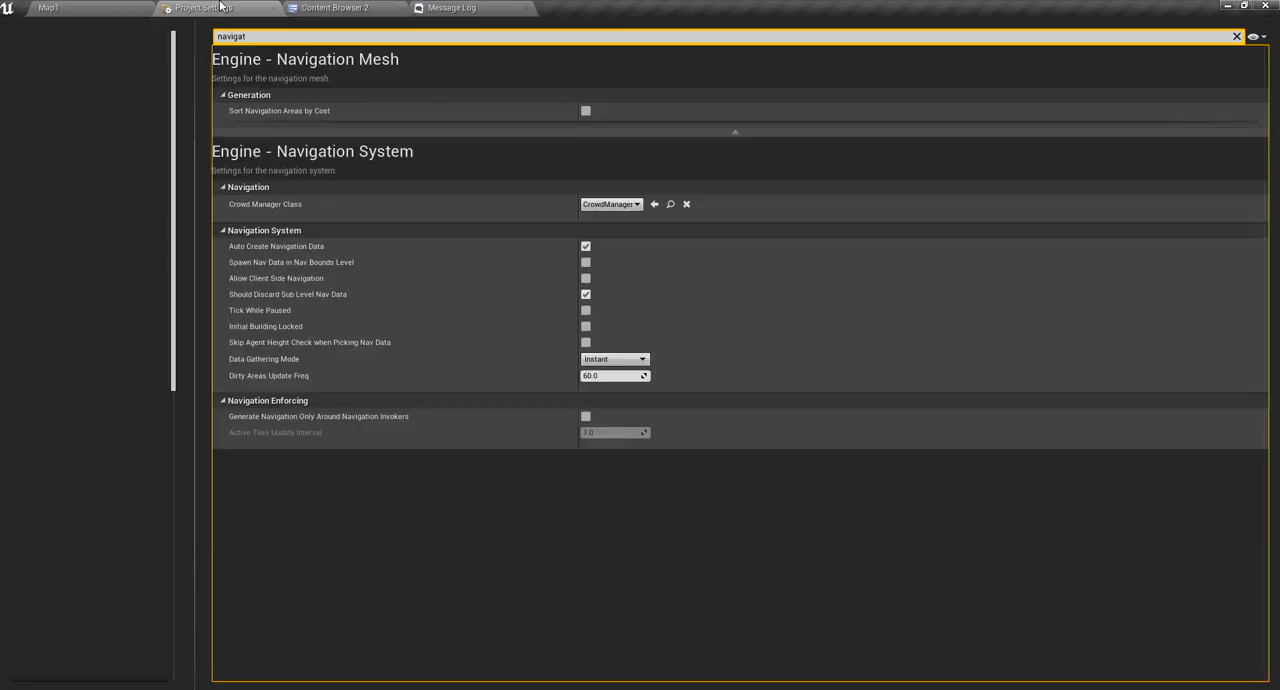 Map1
Project Settings
Content Browser 2
Message Log
navigat
Engine - Navigation Mesh
Settings for the navigation mesh.
Generation
Sort Navigation Areas by Cost
Engine - Navigation System
Settings for the navigation system.
Navigation
Crowd Manager Class
CrowdManager
Navigation System
Auto Create Navigation Data
Spawn Nav Data in Nav Bounds Level
Allow Client Side Navigation
Should Discard Sub Level Nav Data
Tick While Paused
Initial Building Locked
Skip Agent Height Check when Picking Nav Data
Data Gathering Mode
Instant
Dirty Areas Update Freq
60.0
Navigation Enforcing
Generate Navigation Only Around Navigation Invokers
Active Tiles Update Interval
1.0